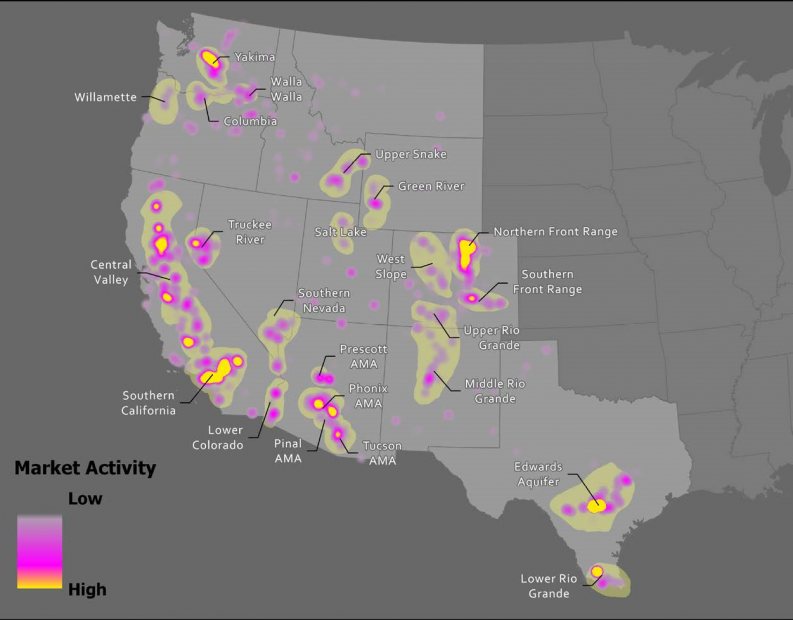 Yakima
Walla
Walla
Willamette
Columbia
Upper Snake
Green River
Truckee
River
Salt Lake
Northern Front Range
West
Slope
Central
Valley
Southern
Front Range
Southern
Nevada
Upper Rio
Grande
Prescott
AMA
Phonix
AMA
Middle Rio
Grande
Southern
California
Lower
Colorado
Pinal
AMA
Tucson
AMA
Edwards
Aquifer
Lower Rio
Grande
Market Activity
Low
High